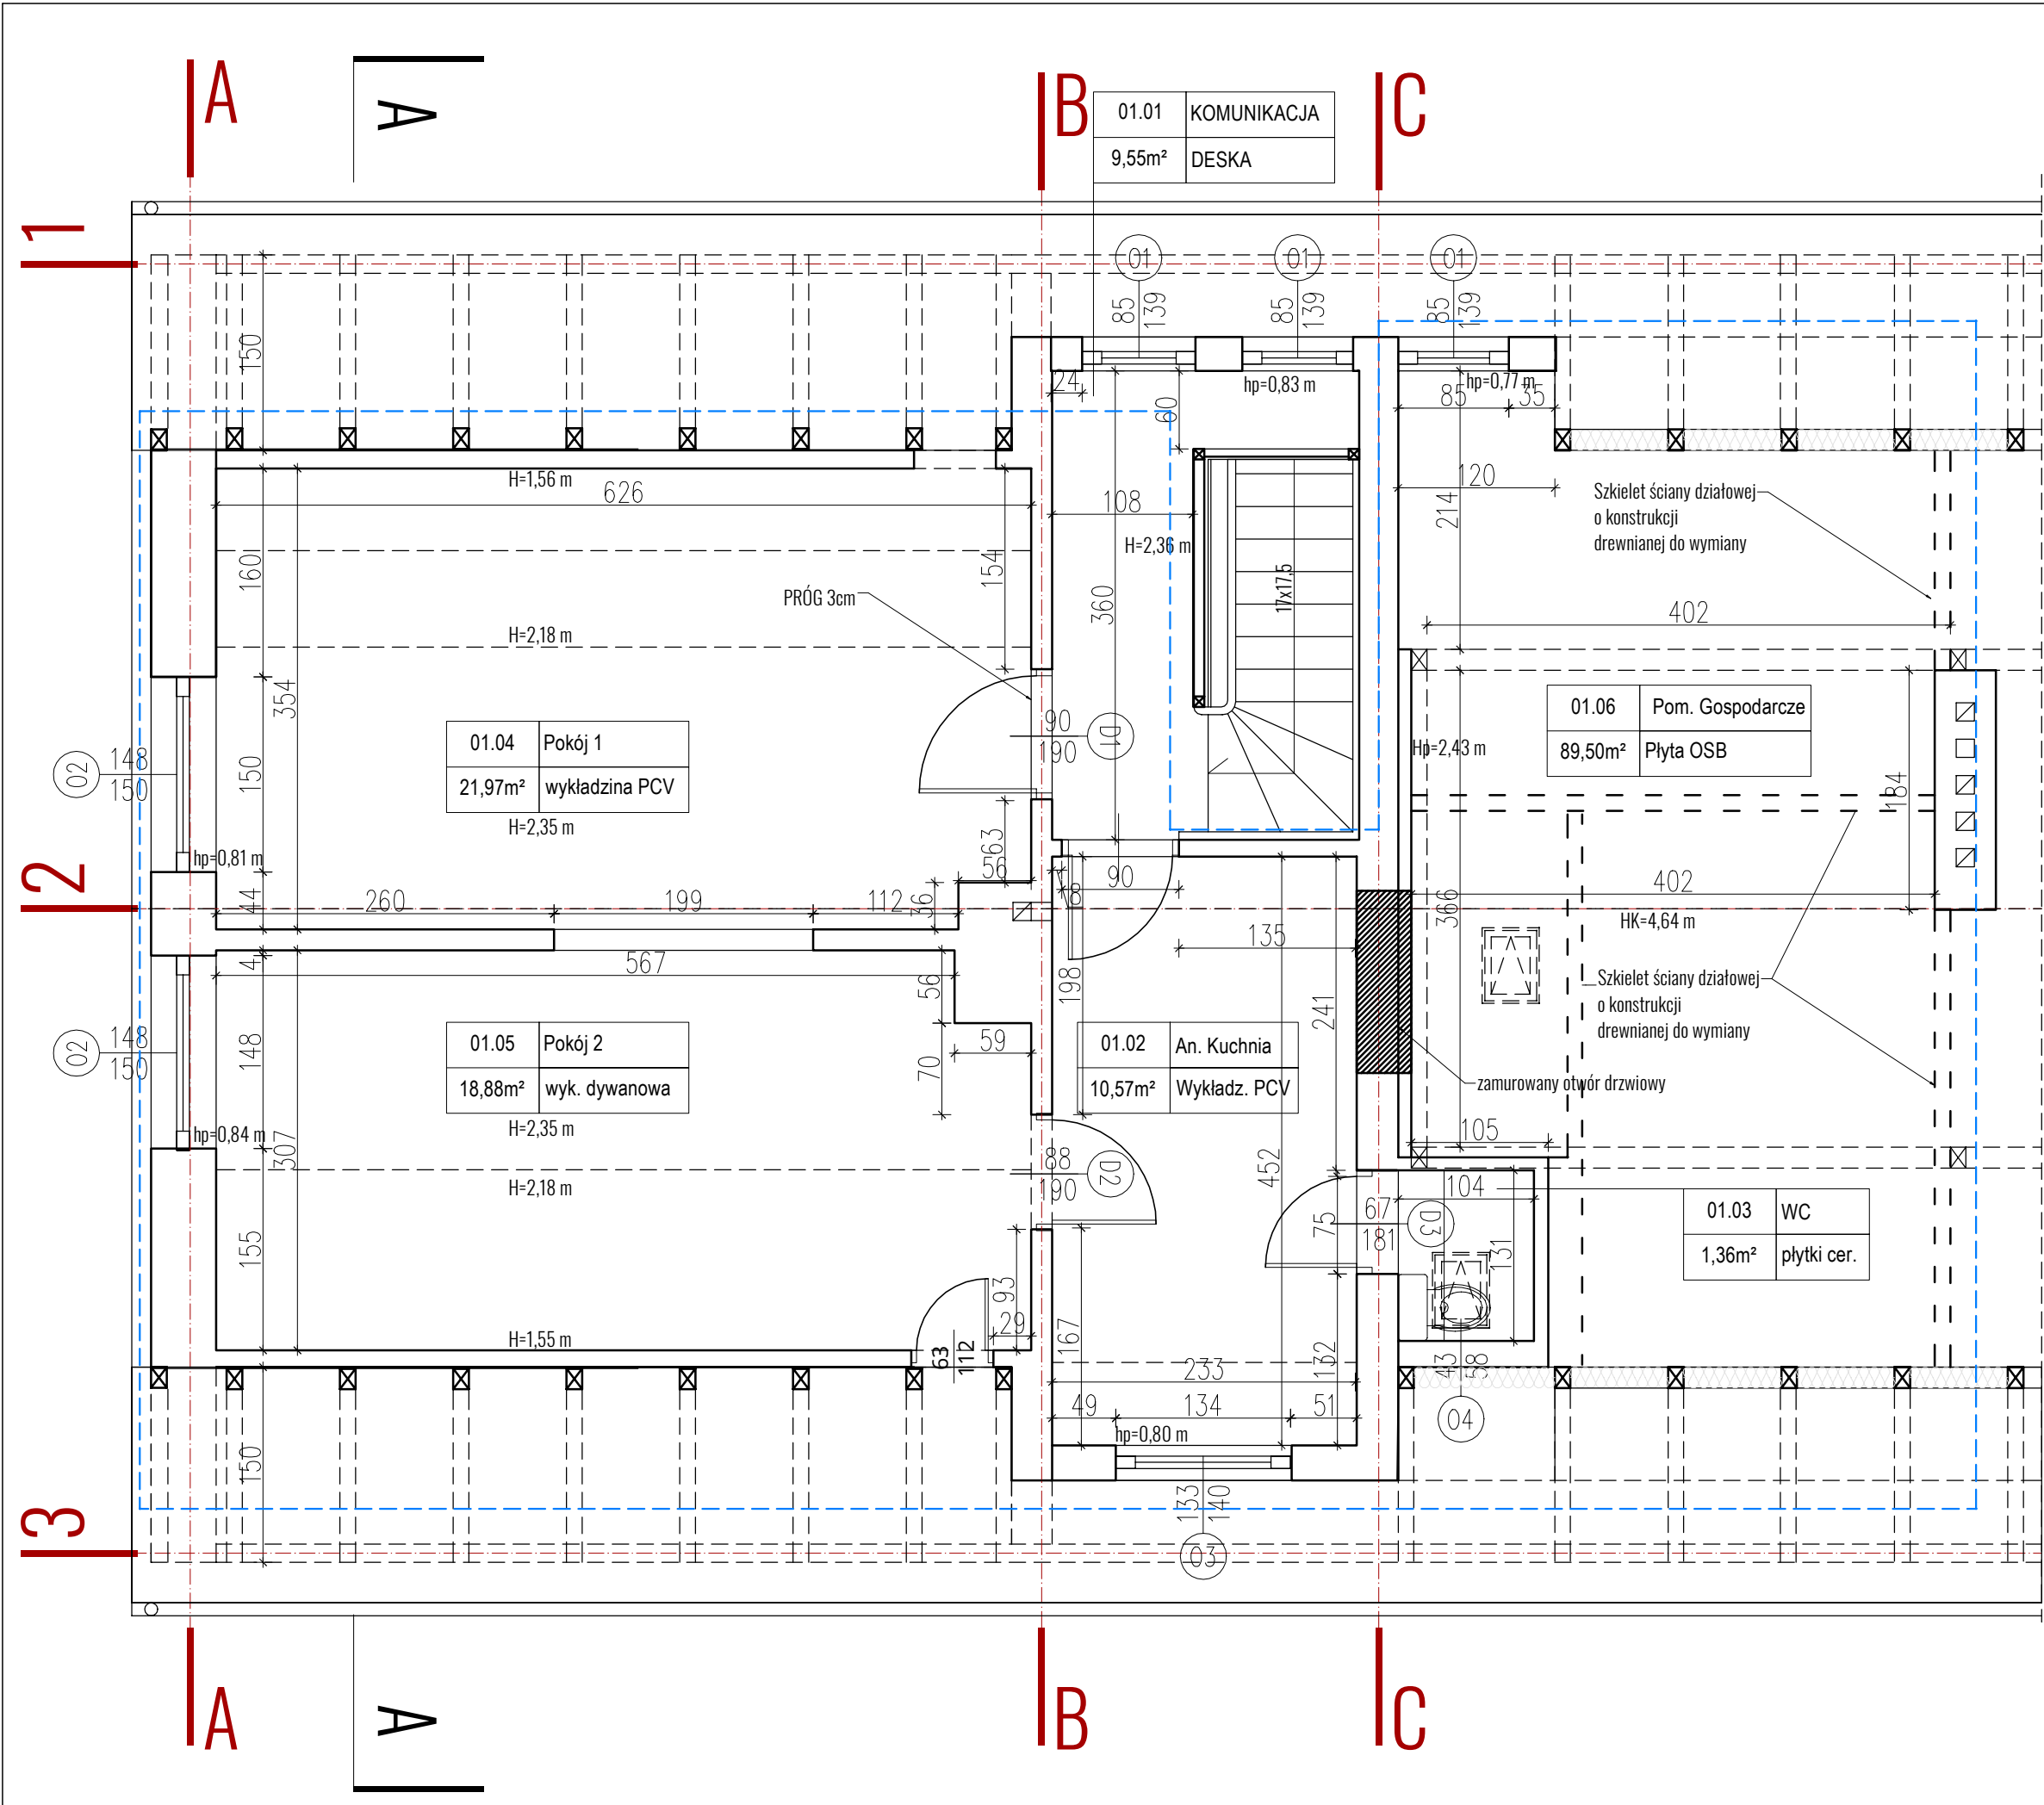 A
A
B
C
01.01 KOMUNIKACJA
9,55m² DESKA
1
01
01
01
85
139
85
139
85
139
150
24
60
hp=0,83 m
hp=0,77 m
85
35
H=1,56 m
626
108
120
214
Szkielet ściany działowej
o konstrukcji
drewnianej do wymiany
H=2,36 m
160
154
PRÓG 3cm
360
17x17,5
402
H=2,18 m
354
01.04 Pokój 1
21,97m² wykładzina PCV
H=2,35 m
90
190
D1
Hp=2,43 m
01.06 Pom. Gospodarcze
89,50m² Płyta OSB
184
02
148
150
150
hp=0,81 m
63
56
2
44
260
199
112
36
8
90
402
366
HK=4,64 m
135
4
567
198
56
241
Szkielet ściany działowej
o konstrukcji
drewnianej do wymiany
02
148
150
148
01.05 Pokój 2
18,88m² wyk. dywanowa
59
70
01.02 An. Kuchnia
10,57m² Wykładz. PCV
zamurowany otwór drzwiowy
hp=0,84 m
307
H=2,35 m
105
88
190
D2
452
H=2,18 m
104
67
181
D3
75
131
01.03 WC
1,36m² płytki cer.
155
93
29
H=1,55 m
63
112
167
132
233
43
58
49
134
51
04
hp=0,80 m
150
133
140
3
03
A
A
B
C